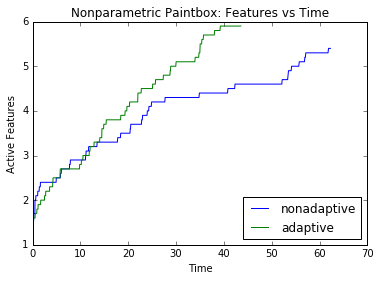 Nonparametric Paintbox: Features vs Time
6
5
4
3
2
1
Active Features
0 10 20 30 40 50 60 70
Time
nonadaptive
adaptive